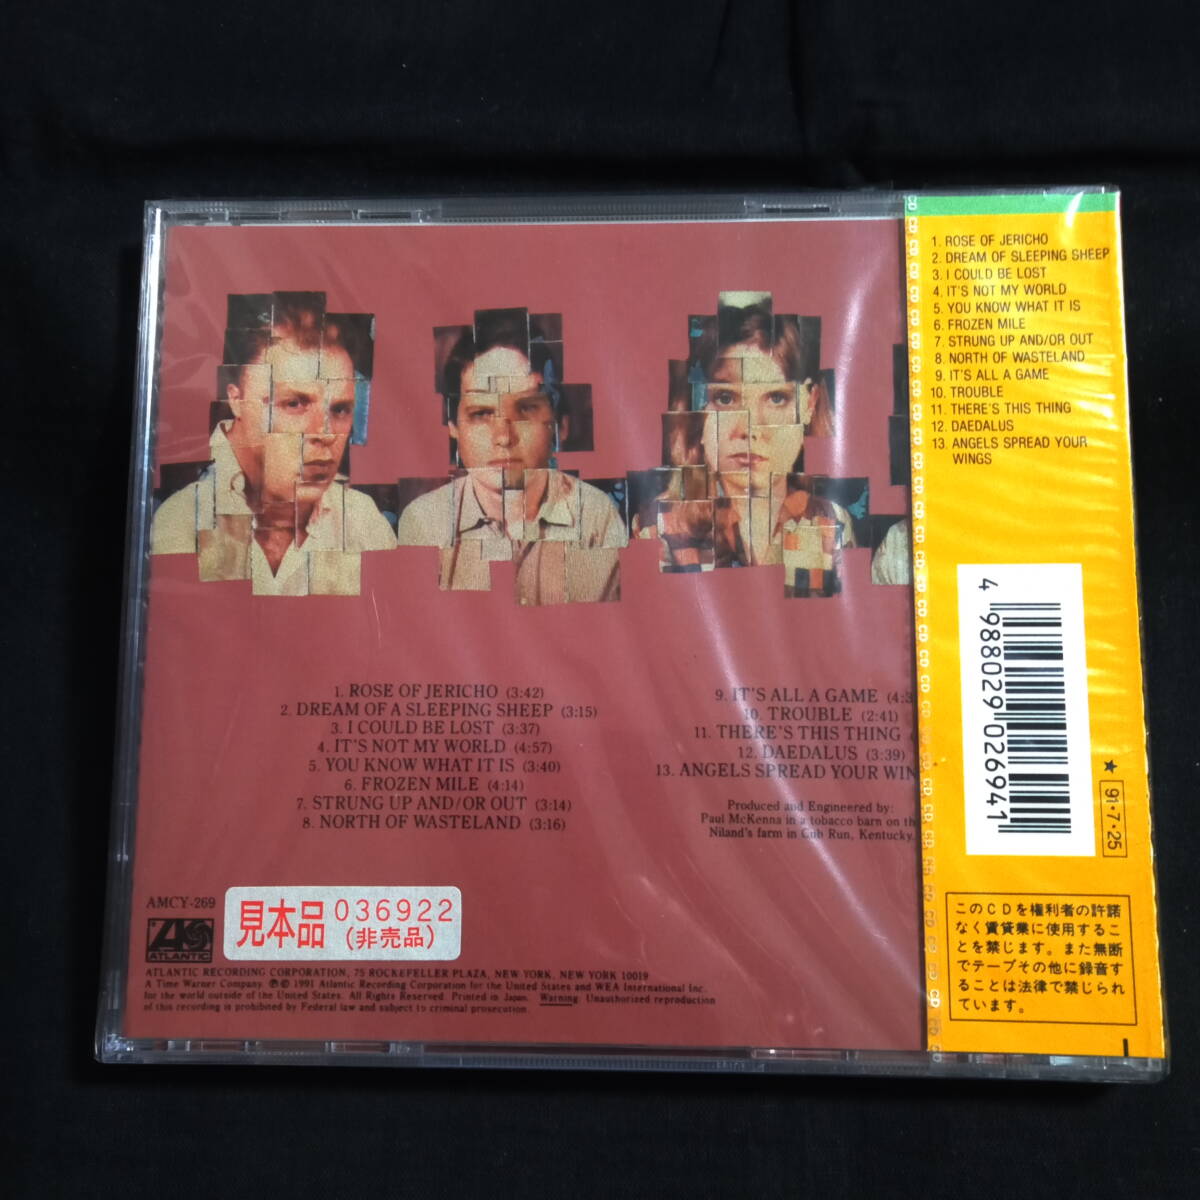 1. ROSE OF JERICHO (3:42)
2. DREAM OF A SLEEPING SHEEP (3:15)
3. I COULD BE LOST (3:37)
4. IT'S NOT MY WORLD (4:57)
5. YOU KNOW WHAT IT IS (3:40)
6. FROZEN MILE (4:14)
7. STRUNG UP AND/OR OUT (3:14)
8. NORTH OF WASTELAND (3:16)
9. IT'S ALL A GAME (4:3
10. TROUBLE (2:41)
11. THERE'S THIS THING
12. DAEDALUS (3:39)
13. ANGELS SPREAD YOUR WIN
Produced and Engineered by:
Paul McKenna in a tobacco barn on th
Niland's farm in Cub Run, Kentucky.
AMCY-269
ATLANTIC
見本品 036922
(非売品)
ATLANTIC RECORDING CORPORATION, 75 ROCKEFELLER PLAZA, NEW YORK, NEW YORK 10019
A Time Warner Company. ℗© 1991 Atlantic Recording Corporation for the United States and WEA International Inc.
for the world outside of the United States. All Rights Reserved. Printed in Japan. Warning: Unauthorized reproduction
of this recording is prohibited by Federal law and subject to criminal prosecution.
1. ROSE OF JERICHO
2. DREAM OF SLEEPING SHEEP
3. I COULD BE LOST
4. IT'S NOT MY WORLD
5. YOU KNOW WHAT IT IS
6. FROZEN MILE
7. STRUNG UP AND/OR OUT
8. NORTH OF WASTELAND
9. IT'S ALL A GAME
10. TROUBLE
11. THERE'S THIS THING
12. DAEDALUS
13. ANGELS SPREAD YOUR
WINGS
4 988029 026941
★ 91・7・25
このCDを権利者の許諾
なく賃貸業に使用するこ
とを禁じます。また無断
でテープその他に録音す
ることは法律で禁じられ
ています。